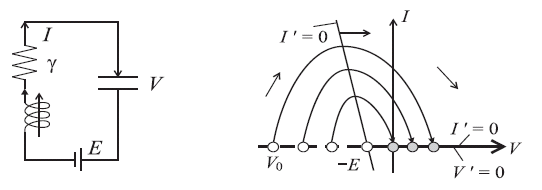 I
γ
V
E
I
I ′ = 0
V₀
−E
I ′ = 0
V
V ′ = 0